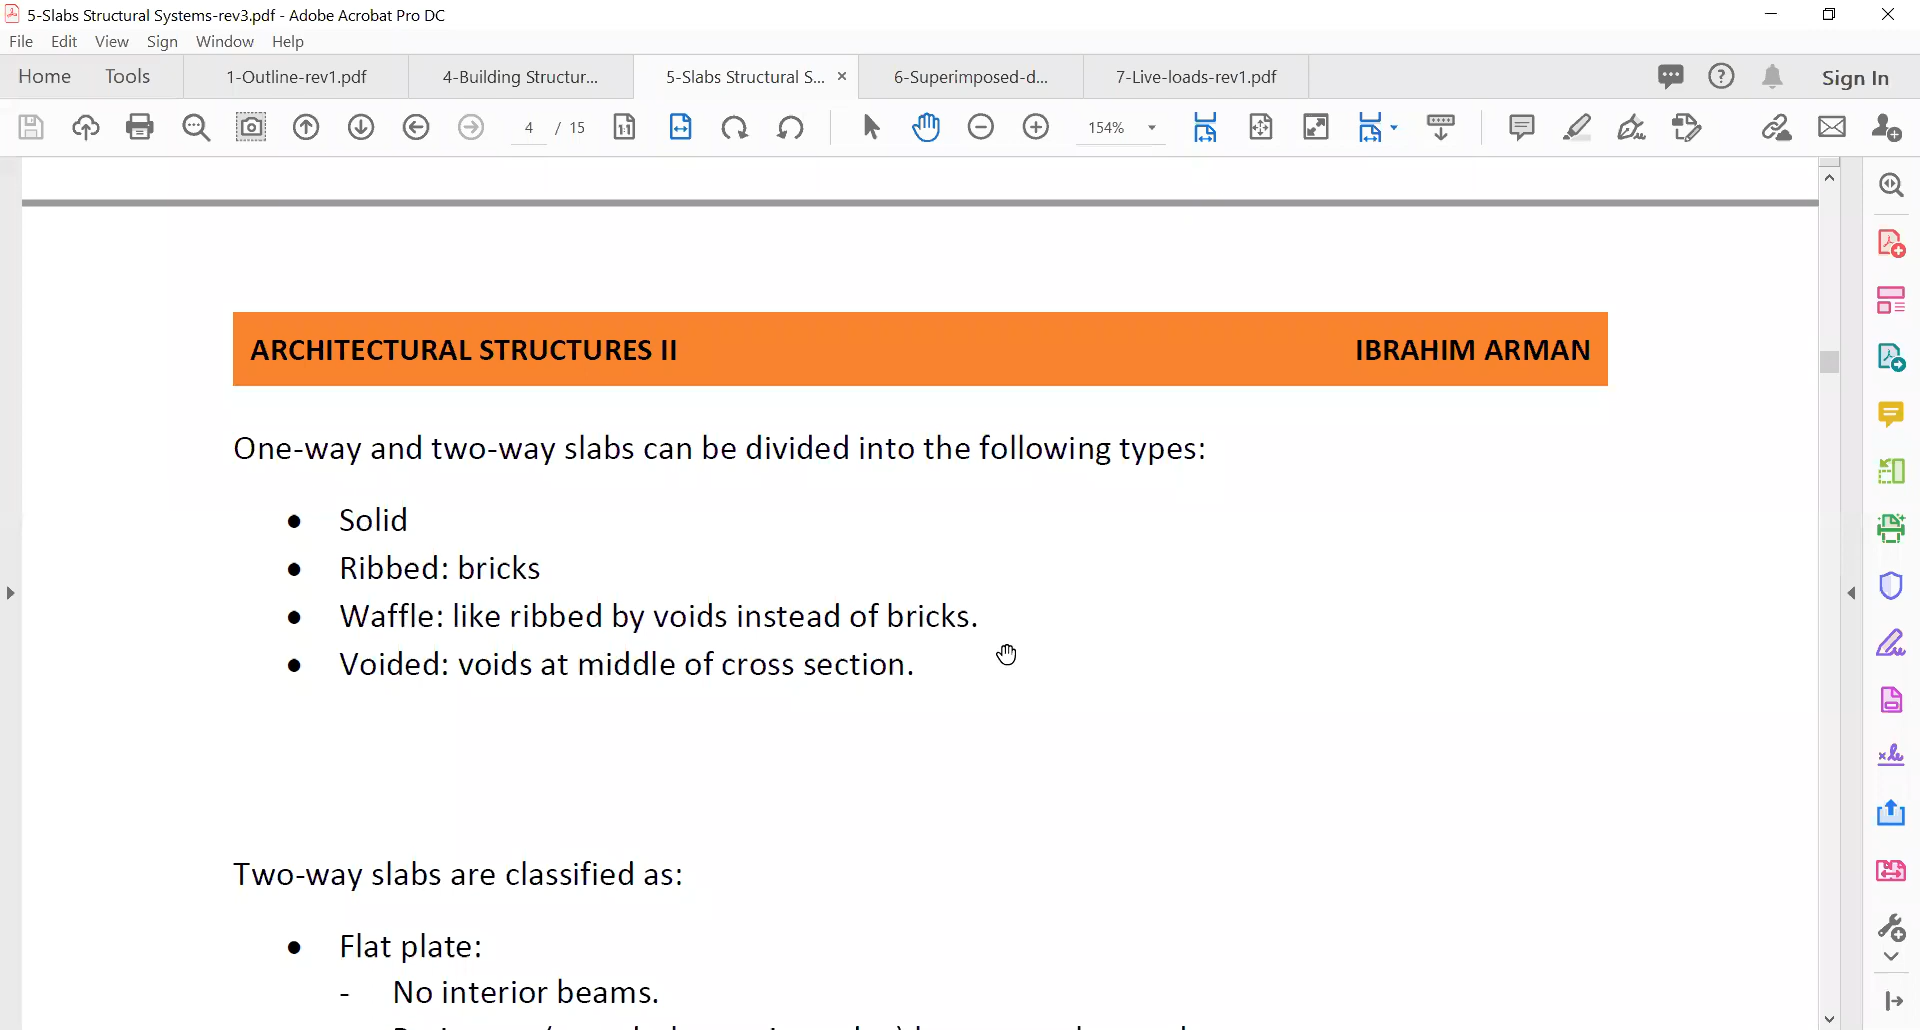 5-Slabs Structural Systems-rev3.pdf - Adobe Acrobat Pro DC
File Edit View Sign Window Help
Home Tools 1-Outline-rev1.pdf 4-Building Structur... 5-Slabs Structural S... × 6-Superimposed-d... 7-Live-loads-rev1.pdf Sign In
4 / 15 154%
ARCHITECTURAL STRUCTURES II IBRAHIM ARMAN
One-way and two-way slabs can be divided into the following types:
• Solid
• Ribbed: bricks
• Waffle: like ribbed by voids instead of bricks.
• Voided: voids at middle of cross section.
Two-way slabs are classified as:
• Flat plate:
- No interior beams.